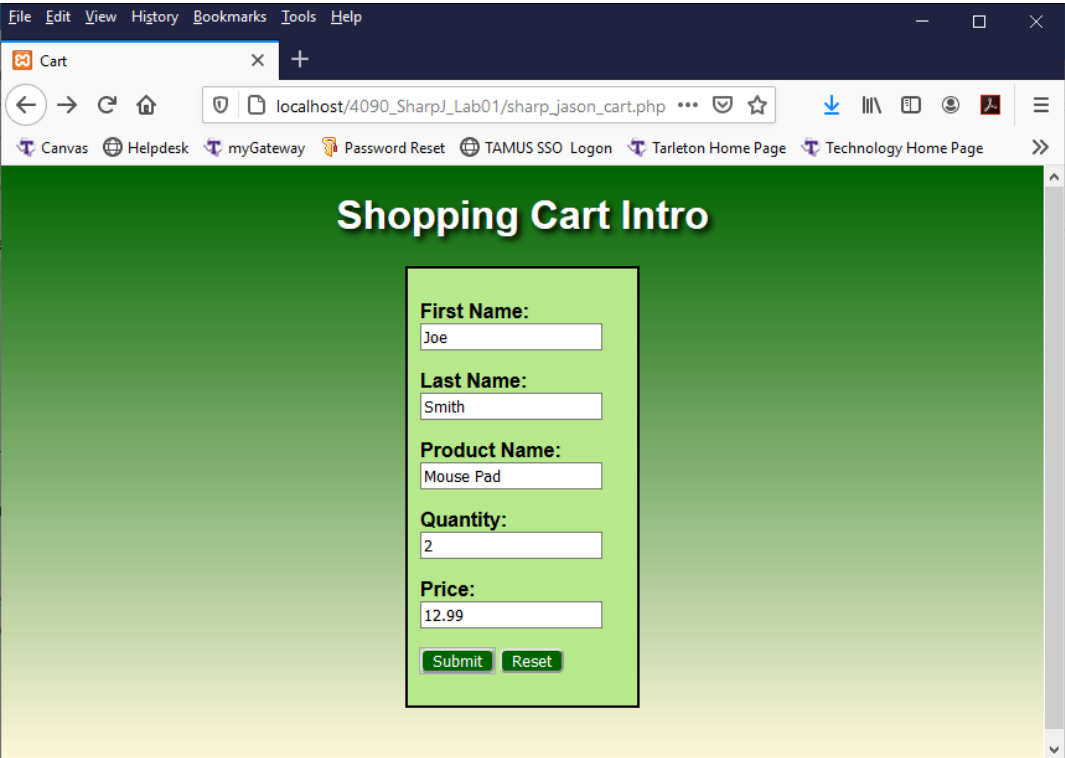 File Edit View History Bookmarks Tools Help
Cart
localhost/4090_SharpJ_Lab01/sharp_jason_cart.php
Canvas Helpdesk myGateway Password Reset TAMUS SSO Logon Tarleton Home Page Technology Home Page
Shopping Cart Intro
First Name:
Joe
Last Name:
Smith
Product Name:
Mouse Pad
Quantity:
2
Price:
12.99
Submit Reset